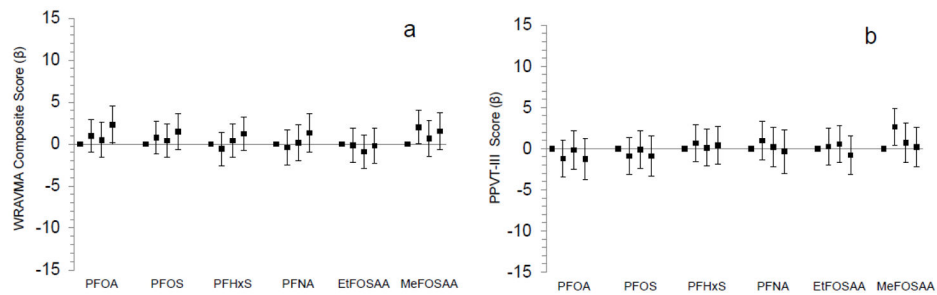 a
WRAVMA Composite Score (β)
15
10
5
0
-5
-10
-15
PFOA PFOS PFHxS PFNA EtFOSAA MeFOSAA
b
PPVT-III Score (β)
15
10
5
0
-5
-10
-15
PFOA PFOS PFHxS PFNA EtFOSAA MeFOSAA